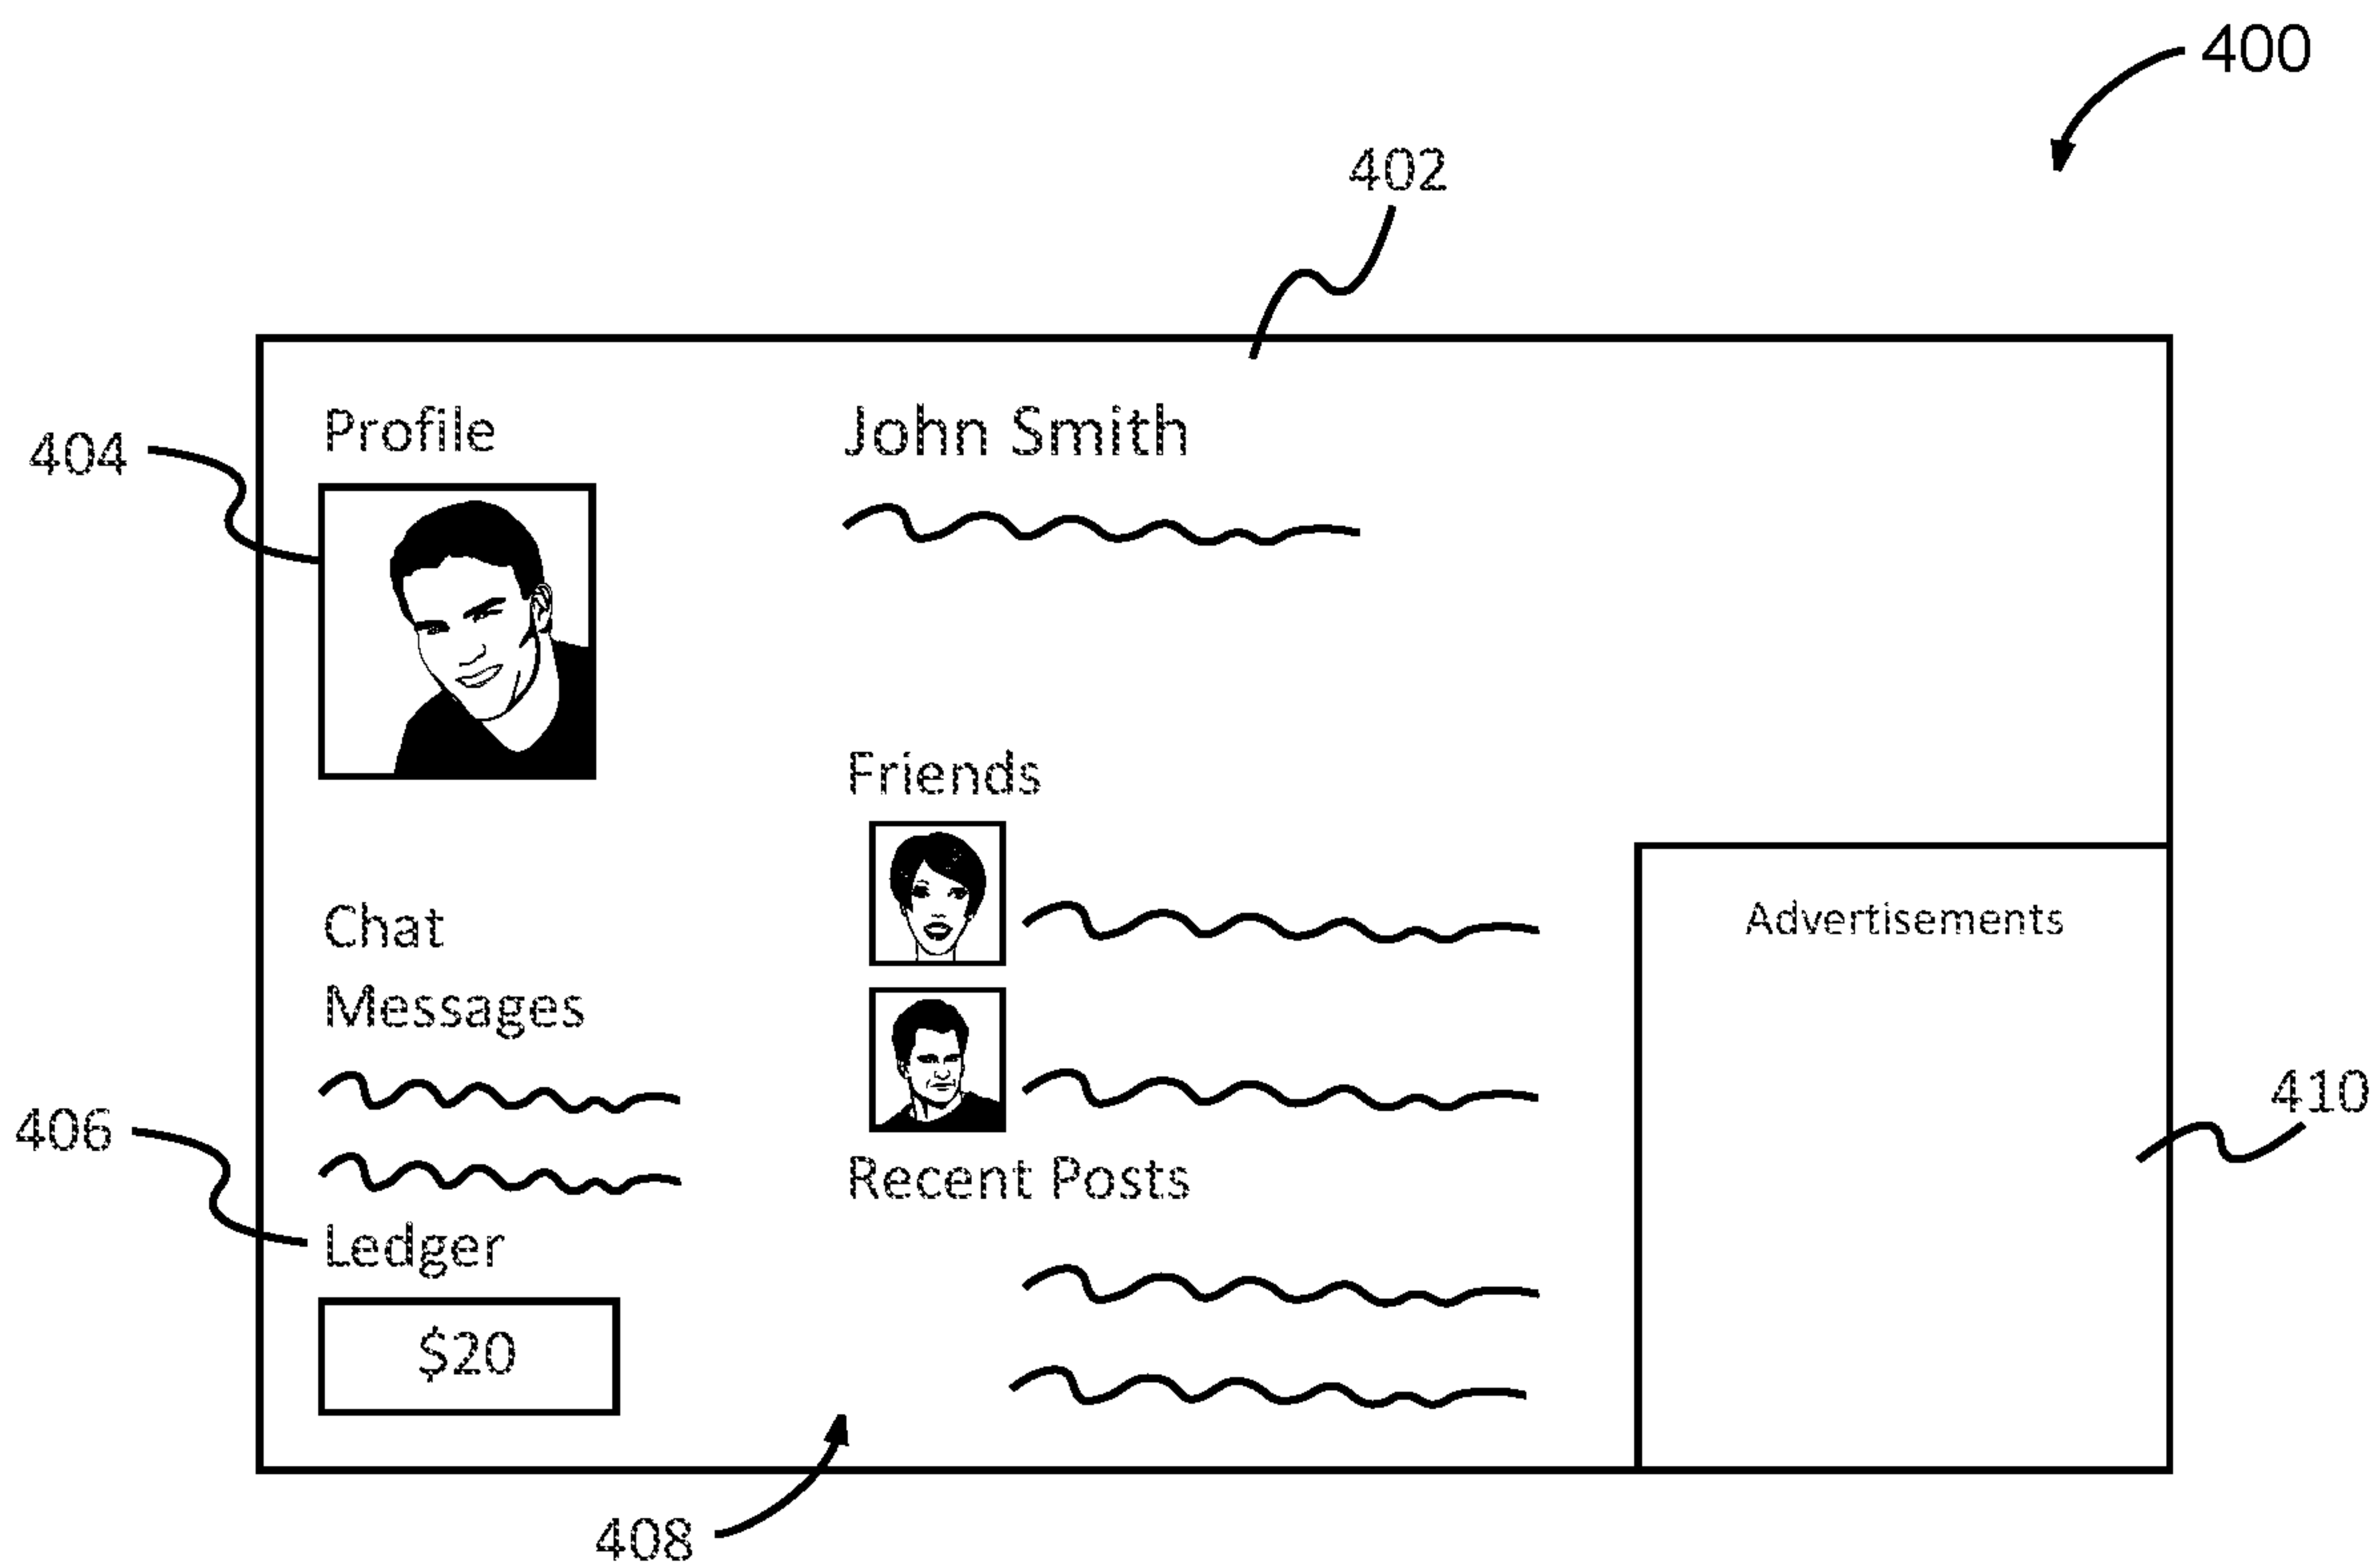 400
402
Profile
John Smith
404
Friends
Chat
Messages
Advertisements
410
406
Recent Posts
Ledger
$20
408